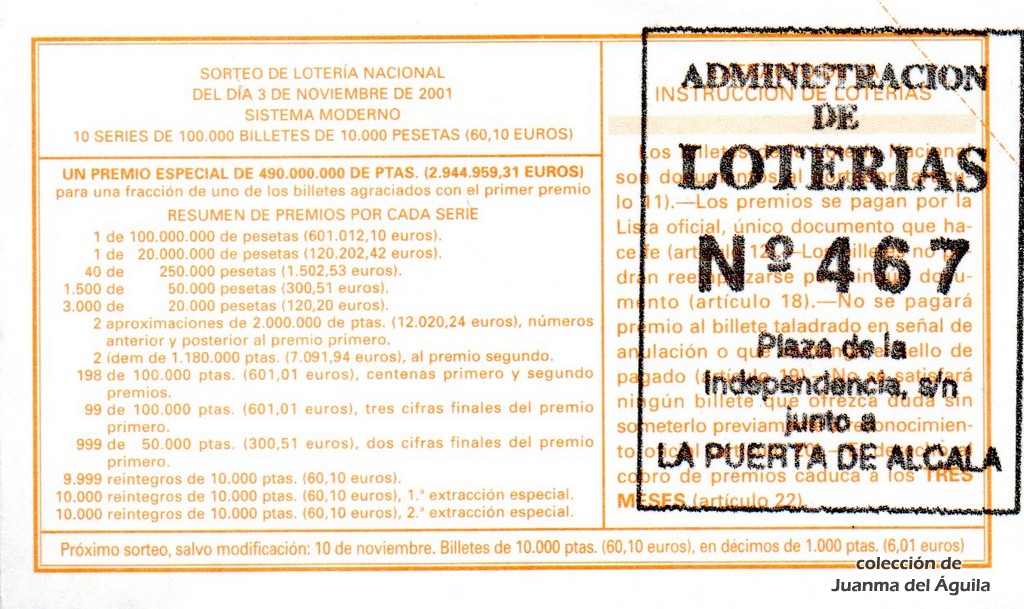 SORTEO DE LOTERÍA NACIONAL
DEL DÍA 3 DE NOVIEMBRE DE 2001
SISTEMA MODERNO
10 SERIES DE 100.000 BILLETES DE 10.000 PESETAS (60,10 EUROS)
UN PREMIO ESPECIAL DE 490.000.000 DE PTAS. (2.944.959,31 EUROS)
para una fracción de uno de los billetes agraciados con el primer premio
RESUMEN DE PREMIOS POR CADA SERIE
1 de 100.000.000 de pesetas (601.012,10 euros).
1 de 20.000.000 de pesetas (120.202,42 euros).
40 de 250.000 pesetas (1.502,53 euros).
1.500 de 50.000 pesetas (300,51 euros).
3.000 de 20.000 pesetas (120,20 euros).
2 aproximaciones de 2.000.000 de ptas. (12.020,24 euros), números
anterior y posterior al premio primero.
2 ídem de 1.180.000 ptas. (7.091,94 euros), al premio segundo.
198 de 100.000 ptas. (601,01 euros), centenas primero y segundo
premios.
99 de 100.000 ptas. (601,01 euros), tres cifras finales del premio
primero.
999 de 50.000 ptas. (300,51 euros), dos cifras finales del premio
primero.
9.999 reintegros de 10.000 ptas. (60,10 euros).
10.000 reintegros de 10.000 ptas. (60,10 euros), 1.ª extracción especial.
10.000 reintegros de 10.000 ptas. (60,10 euros), 2.ª extracción especial.
INSTRUCCIÓN DE LOTERÍAS
Los Nacional
son
lo 11).—Los premios se pagan por la
Lista oficial, único documento que ha-
ce fe
docu-
mento (artículo 18).—No se pagará
premio al billete taladrado en señal de
anulación o que sello de
pagado satisfará
ningún billete que ofrezca duda sin
someterlo
cobro de premios caduca a los TRES
MESES (artículo 22).
ADMINISTRACION
DE
LOTERIAS
Nº 467
Plaza de la
Independencia, s/n
junto a
LA PUERTA DE ALCALA
Próximo sorteo, salvo modificación: 10 de noviembre. Billetes de 10.000 ptas. (60,10 euros), en décimos de 1.000 ptas. (6,01 euros)
colección de
Juanma del Águila